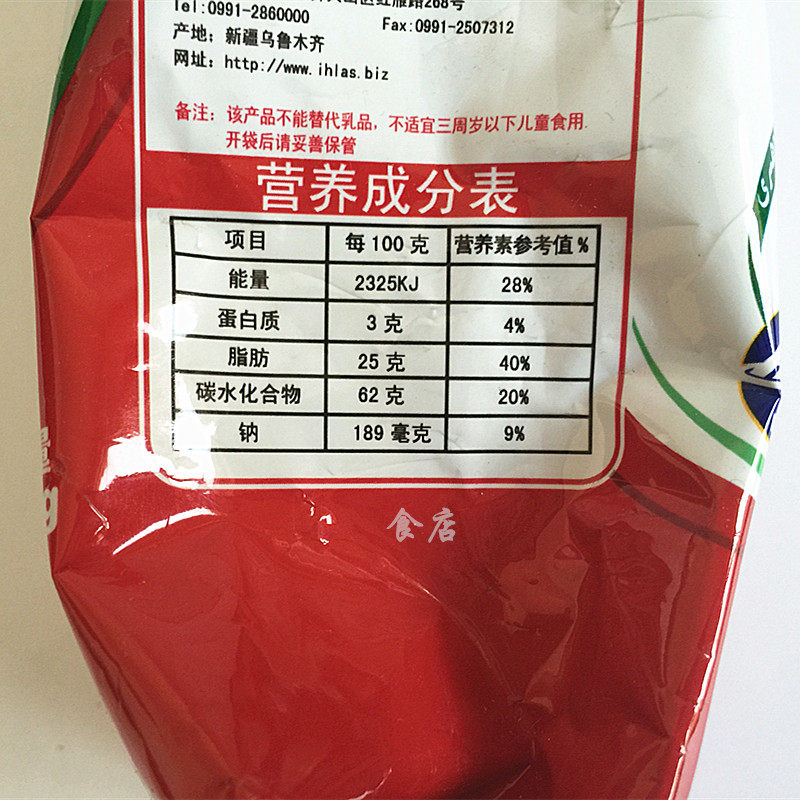 路268号
Tel:0991-2860000 Fax:0991-2507312
产地：新疆乌鲁木齐
网址：http://www.ihlas.biz
备注：该产品不能替代乳品，不适宜三周岁以下儿童食用.
开袋后请妥善保管
营养成分表
项目 每100克 营养素参考值%
能量 2325KJ 28%
蛋白质 3克 4%
脂肪 25克 40%
碳水化合物 62克 20%
钠 189毫克 9%
g
食店